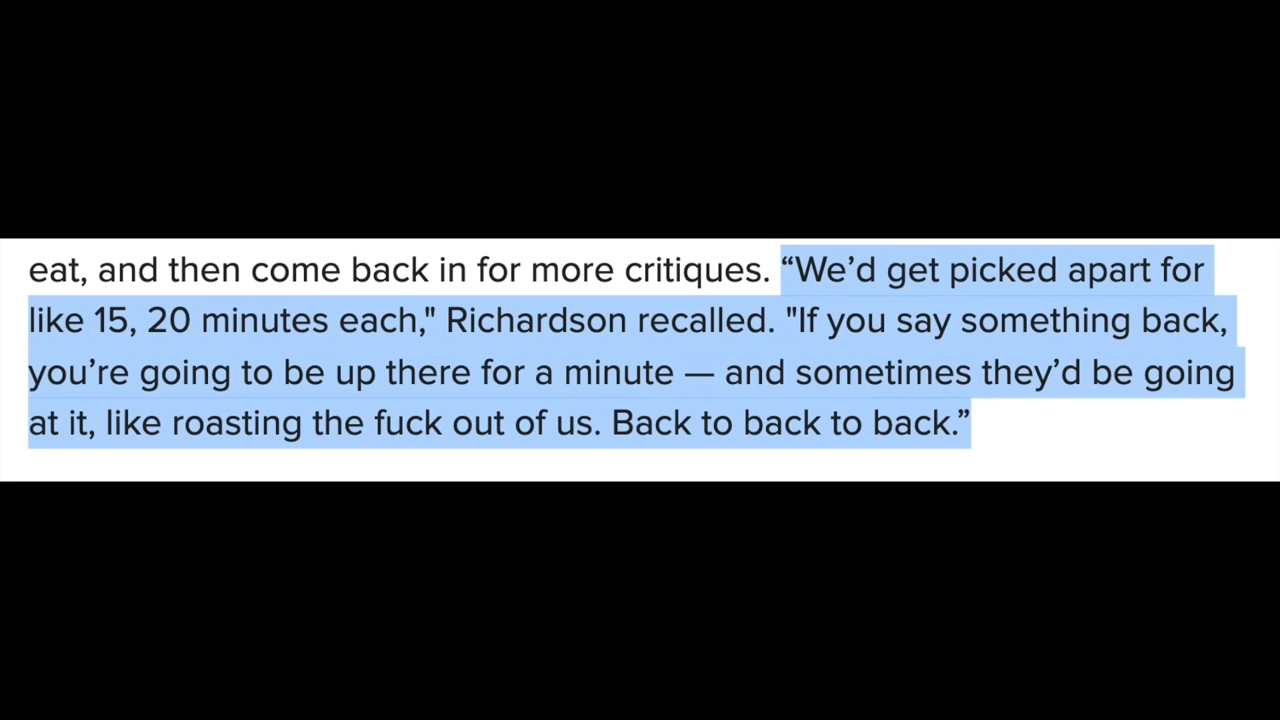 eat, and then come back in for more critiques. “We’d get picked apart for
like 15, 20 minutes each," Richardson recalled. "If you say something back,
you’re going to be up there for a minute — and sometimes they’d be going
at it, like roasting the fuck out of us. Back to back to back.”